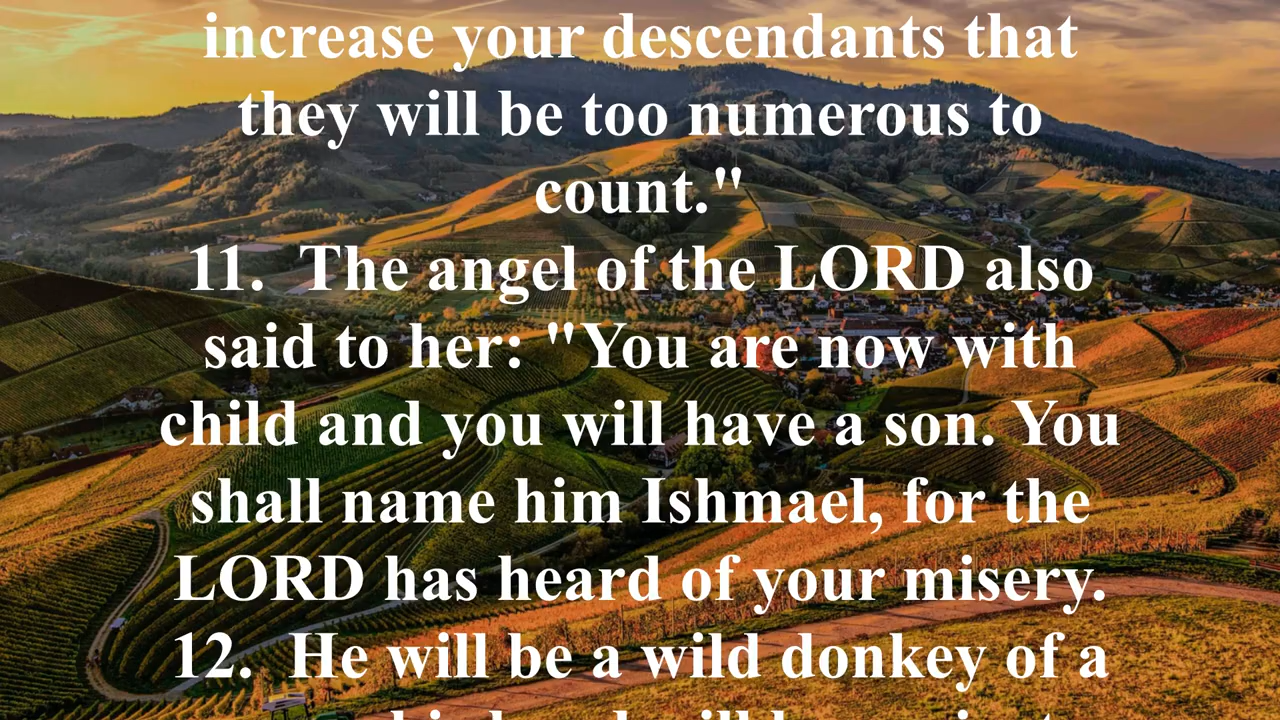 increase your descendants that
they will be too numerous to
count."
11.  The angel of the LORD also
said to her: "You are now with
child and you will have a son. You
shall name him Ishmael, for the
LORD has heard of your misery.
12.  He will be a wild donkey of a